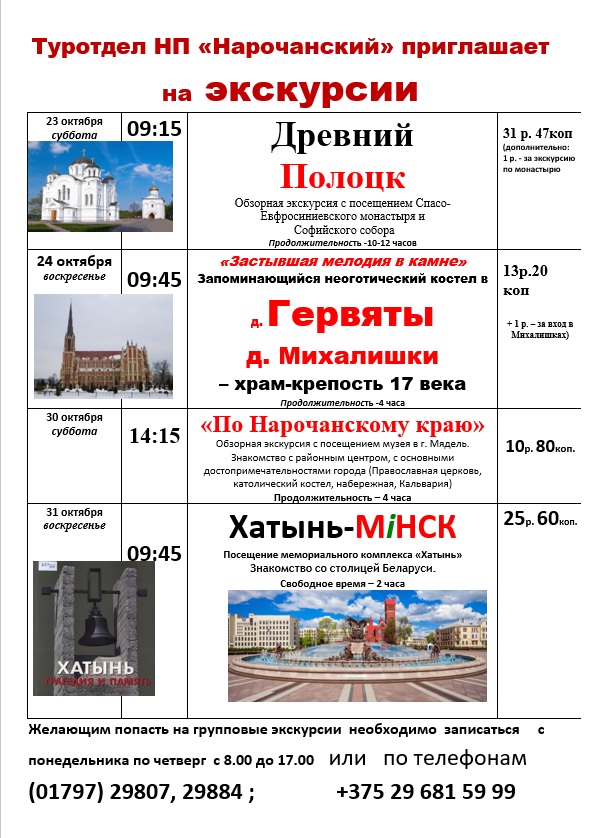 Туротдел НП «Нарочанский» приглашает
на экскурсии
23 октября
суббота
09:15
Древний
Полоцк
Обзорная экскурсия с посещением Спасо-
Евфросиниевского монастыря и
Софийского собора
Продолжительность -10-12 часов
31 р. 47коп
(дополнительно:
1 р. - за экскурсию
по монастырю
24 октября
воскресенье
09:45
«Застывшая мелодия в камне»
Запоминающийся неоготический костел в
д. Гервяты
д. Михалишки
– храм-крепость 17 века
Продолжительность -4 часа
13р.20
коп
+ 1 р. – за вход в
Михалишках)
30 октября
суббота
14:15
«По Нарочанскому краю»
Обзорная экскурсия с посещением музея в г. Мядель.
Знакомство с районным центром, с основными
достопримечательностями города (Православная церковь,
католический костел, набережная, Кальвария)
Продолжительность – 4 часа
10р. 80коп.
31 октября
воскресенье
09:45
ХАТЫНЬ
ТРАГЕДИЯ И ПАМЯТЬ
Хатынь-МіНСК
Посещение мемориального комплекса «Хатынь»
Знакомство со столицей Беларуси.
Свободное время – 2 часа
25р. 60коп.
Желающим попасть на групповые экскурсии необходимо записаться с
понедельника по четверг с 8.00 до 17.00 или по телефонам
(01797) 29807, 29884 ; +375 29 681 59 99